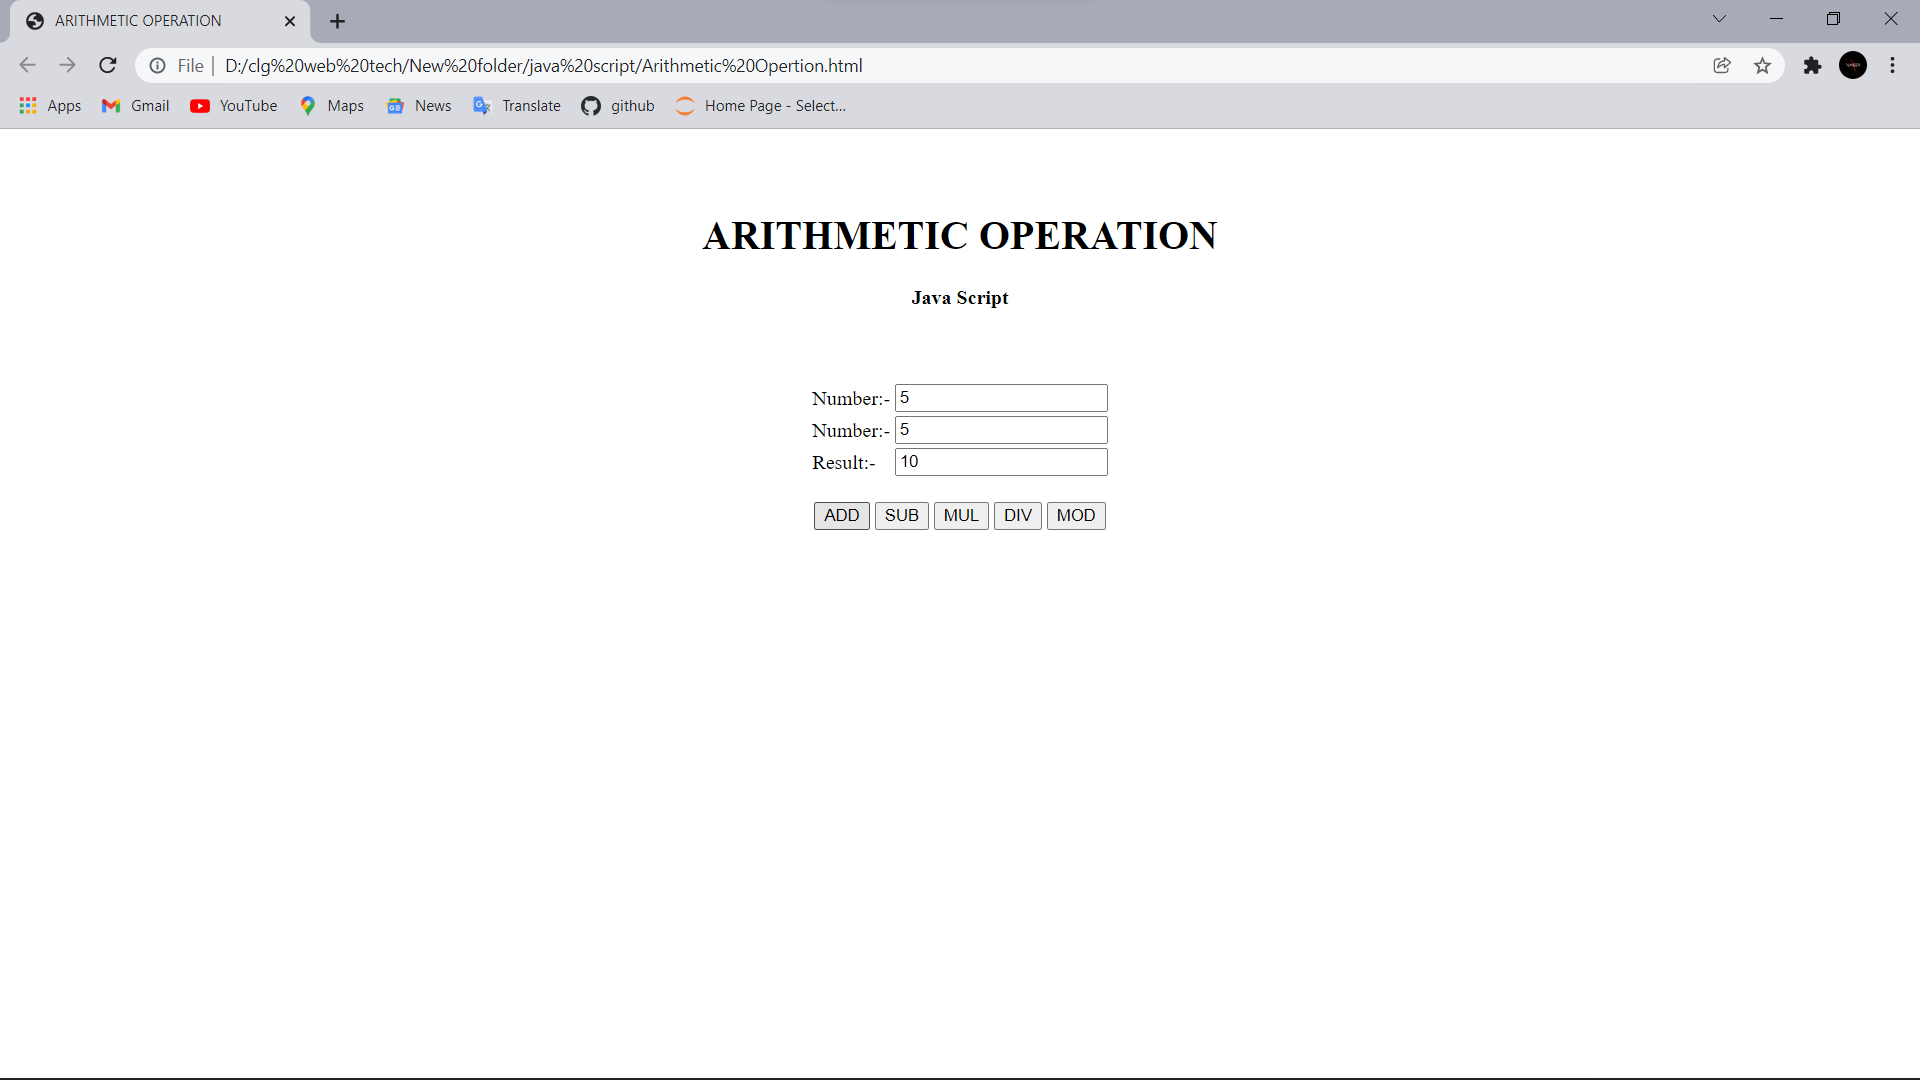 ARITHMETIC OPERATION
File | D:/clg%20web%20tech/New%20folder/java%20script/Arithmetic%20Opertion.html
Apps Gmail YouTube Maps News Translate github Home Page - Select...
ARITHMETIC OPERATION
Java Script
Number:- 5
Number:- 5
Result:- 10
ADD SUB MUL DIV MOD